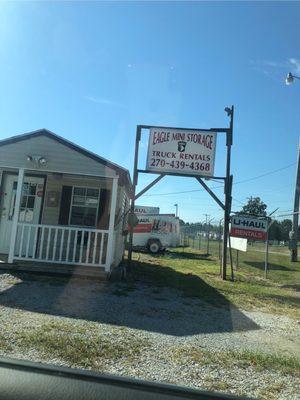 EAGLE MINI STORAGE
TRUCK RENTALS
270-439-4368
U-HAUL
RENTALS